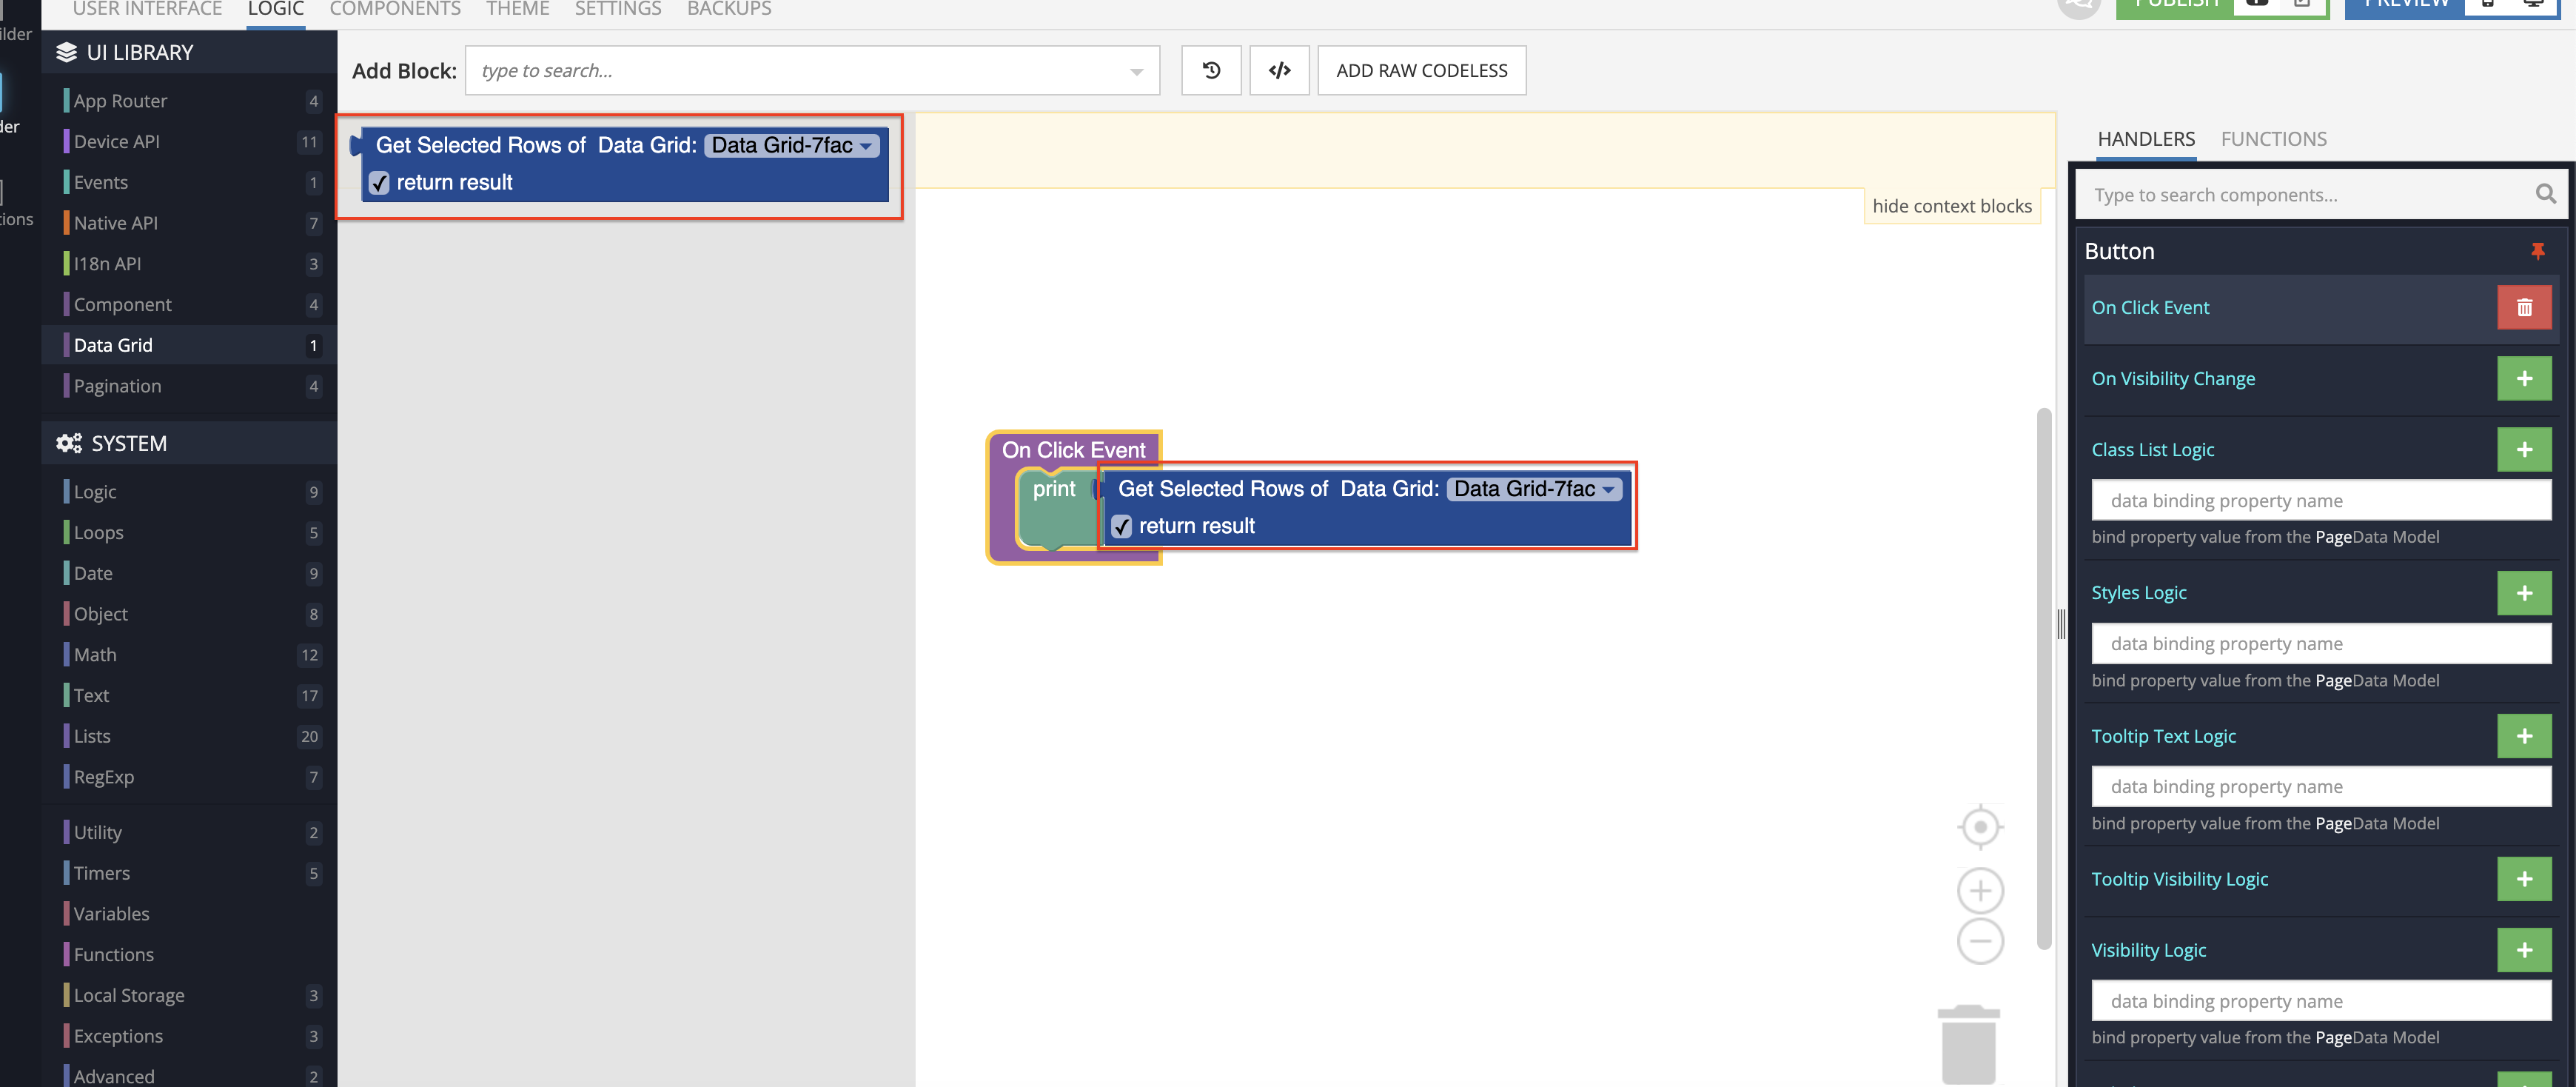 USER INTERFACE LOGIC COMPONENTS THEME SETTINGS BACKUPS
PUBLISH
PREVIEW
ilder
der
tions
UI LIBRARY
App Router 4
Device API 11
Events 1
Native API 7
I18n API 3
Component 4
Data Grid 1
Pagination 4
SYSTEM
Logic 9
Loops 5
Date 9
Object 8
Math 12
Text 17
Lists 20
RegExp 7
Utility 2
Timers 5
Variables
Functions
Local Storage 3
Exceptions 3
Advanced 2
Add Block: type to search... </> ADD RAW CODELESS
Get Selected Rows of Data Grid: Data Grid-7fac
return result
hide context blocks
On Click Event
print Get Selected Rows of Data Grid: Data Grid-7fac
return result
HANDLERS FUNCTIONS
Type to search components...
Button
On Click Event
On Visibility Change
Class List Logic
data binding property name
bind property value from the PageData Model
Styles Logic
data binding property name
bind property value from the PageData Model
Tooltip Text Logic
data binding property name
bind property value from the PageData Model
Tooltip Visibility Logic
Visibility Logic
data binding property name
bind property value from the PageData Model